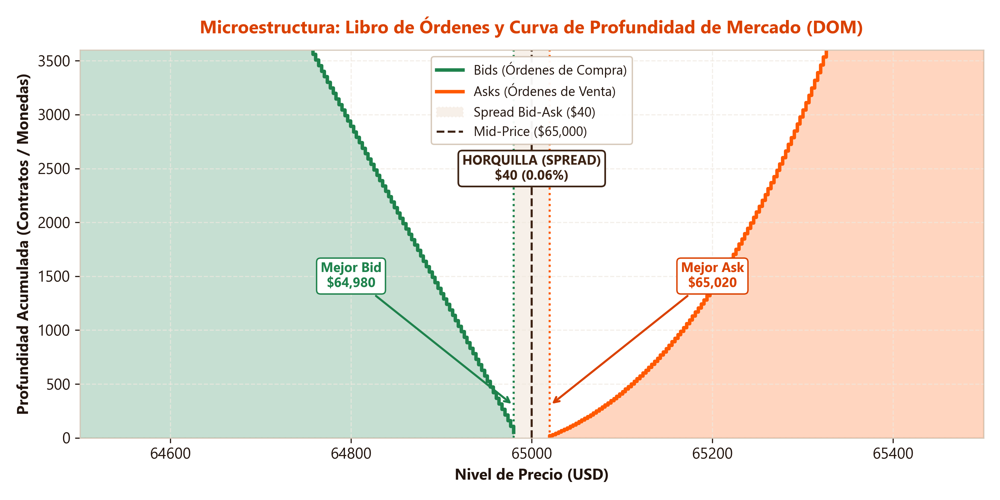 Microestructura: Libro de Órdenes y Curva de Profundidad de Mercado (DOM)
Profundidad Acumulada (Contratos / Monedas)
3500
3000
2500
2000
1500
1000
500
0
Bids (Órdenes de Compra)
Asks (Órdenes de Venta)
Spread Bid-Ask ($40)
Mid-Price ($65,000)
HORQUILLA (SPREAD)
$40 (0.06%)
Mejor Bid
$64,980
Mejor Ask
$65,020
64600
64800
65000
65200
65400
Nivel de Precio (USD)